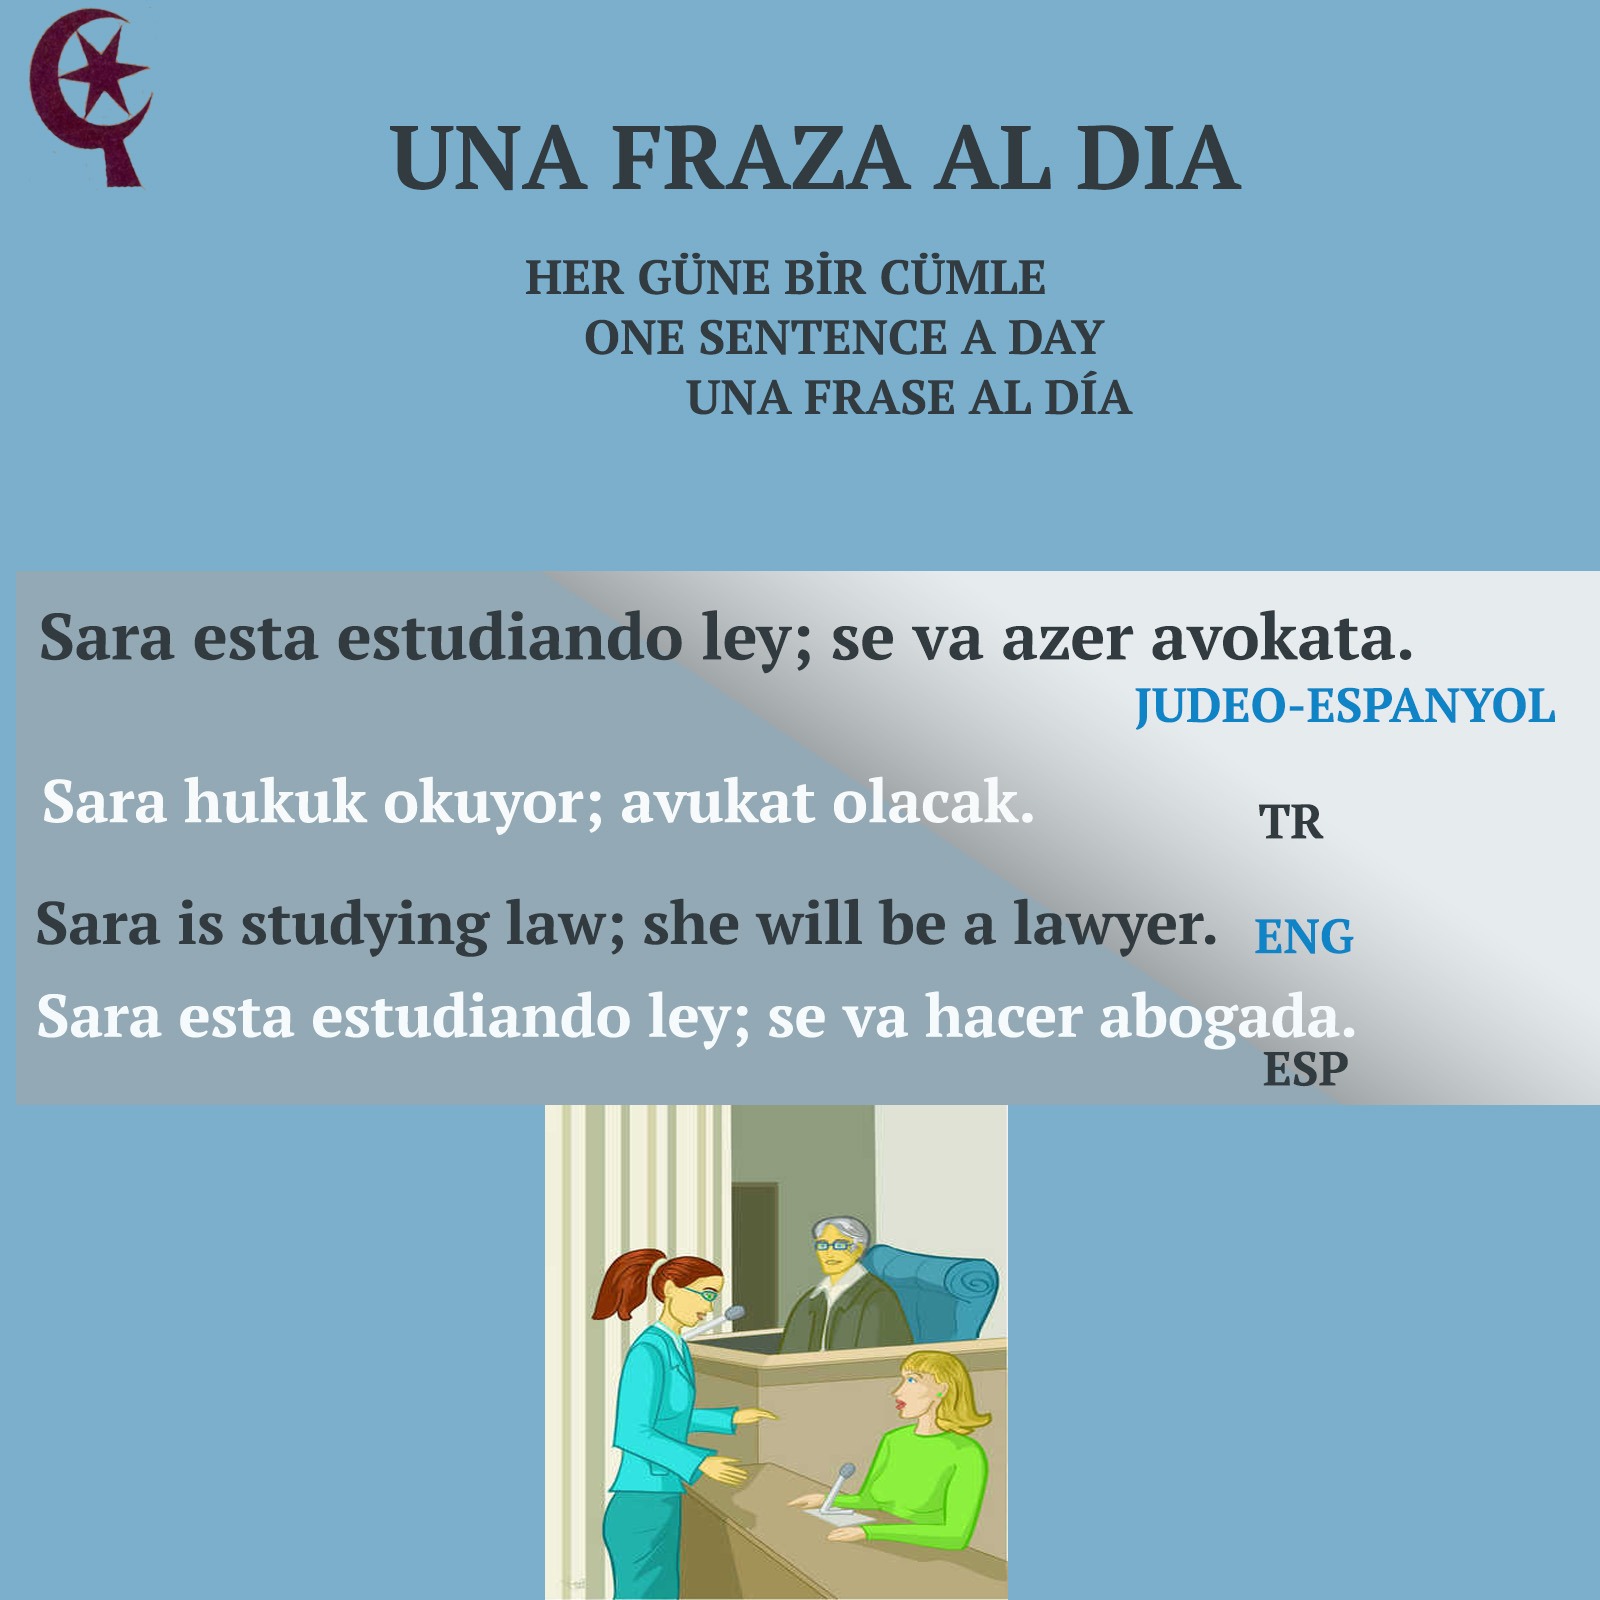 UNA FRAZA AL DIA
HER GÜNE BİR CÜMLE
ONE SENTENCE A DAY
UNA FRASE AL DÍA
Sara esta estudiando ley; se va azer avokata.
JUDEO-ESPANYOL
Sara hukuk okuyor; avukat olacak.
TR
Sara is studying law; she will be a lawyer.
ENG
Sara esta estudiando ley; se va hacer abogada.
ESP